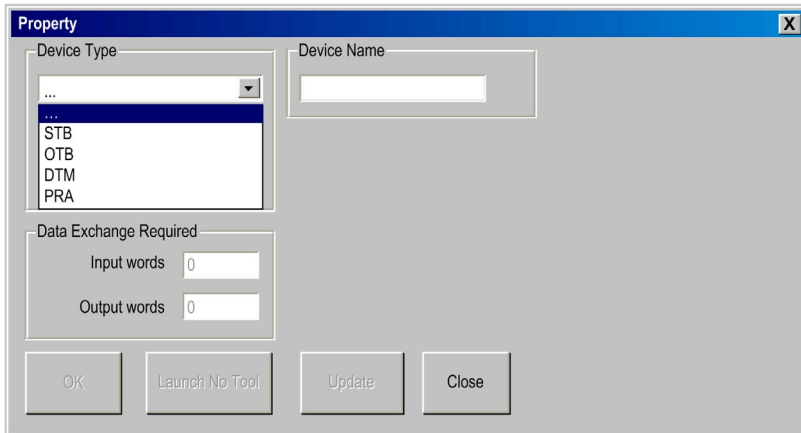 Property X
Device Type Device Name
...
...
STB
OTB
DTM
PRA
Data Exchange Required
Input words 0
Output words 0
OK Launch No Tool Update Close